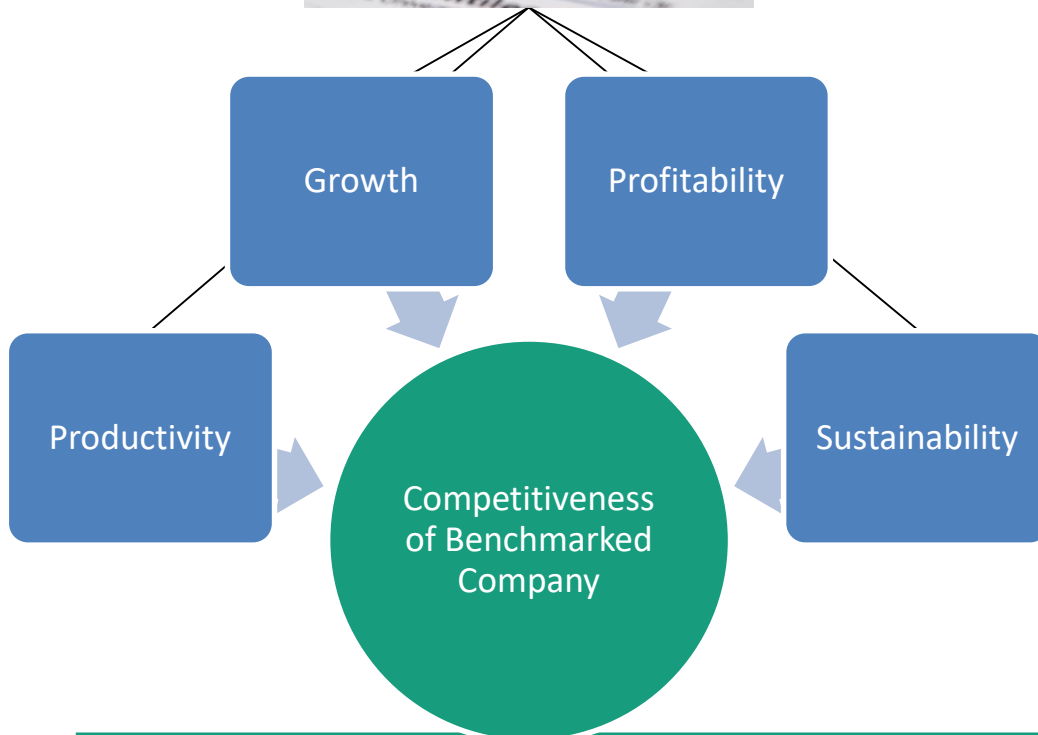 Growth
Profitability
Productivity
Sustainability
Competitiveness
of Benchmarked
Company